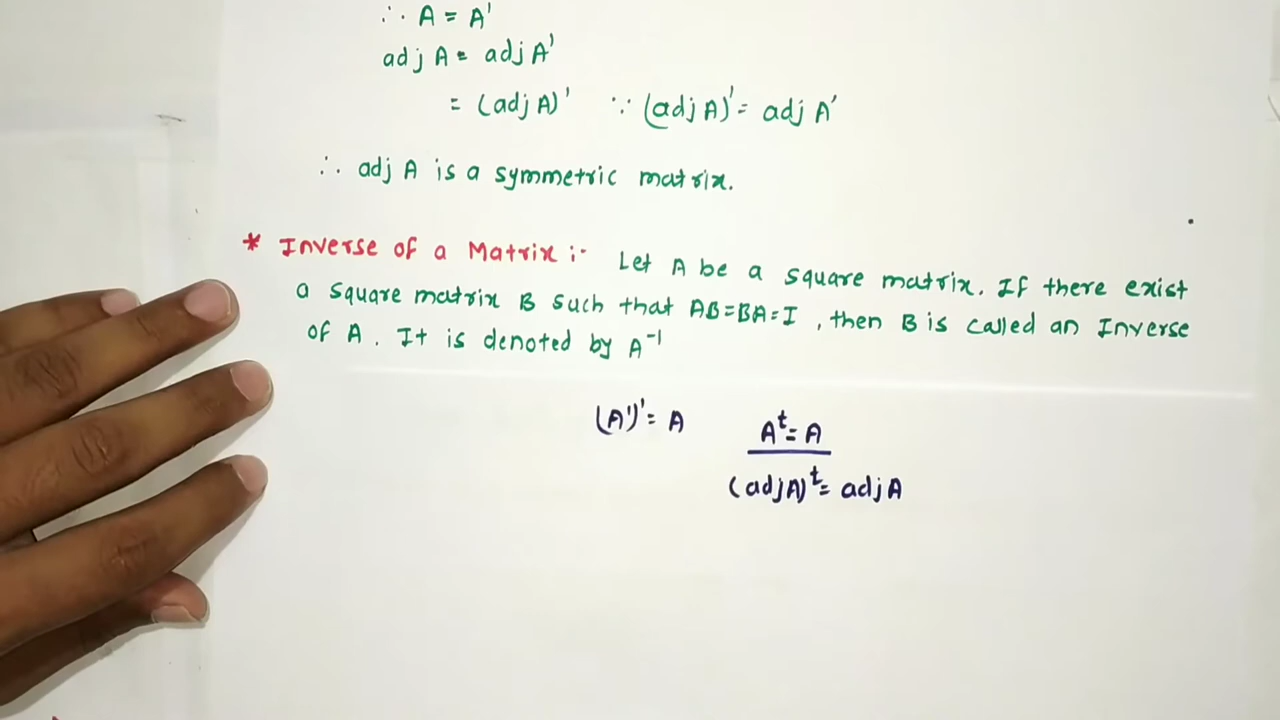 ∴ A = A'
adj A = adj A'
= (adj A)' ∵ (adj A)' = adj A'
∴ adj A is a symmetric matrix.
* Inverse of a Matrix :- Let A be a square matrix. If there exist
a square matrix B such that AB=BA=I, then B is called an Inverse
of A. It is denoted by A⁻¹
(A')' = A Aᵗ = A
(adjA)ᵗ = adjA